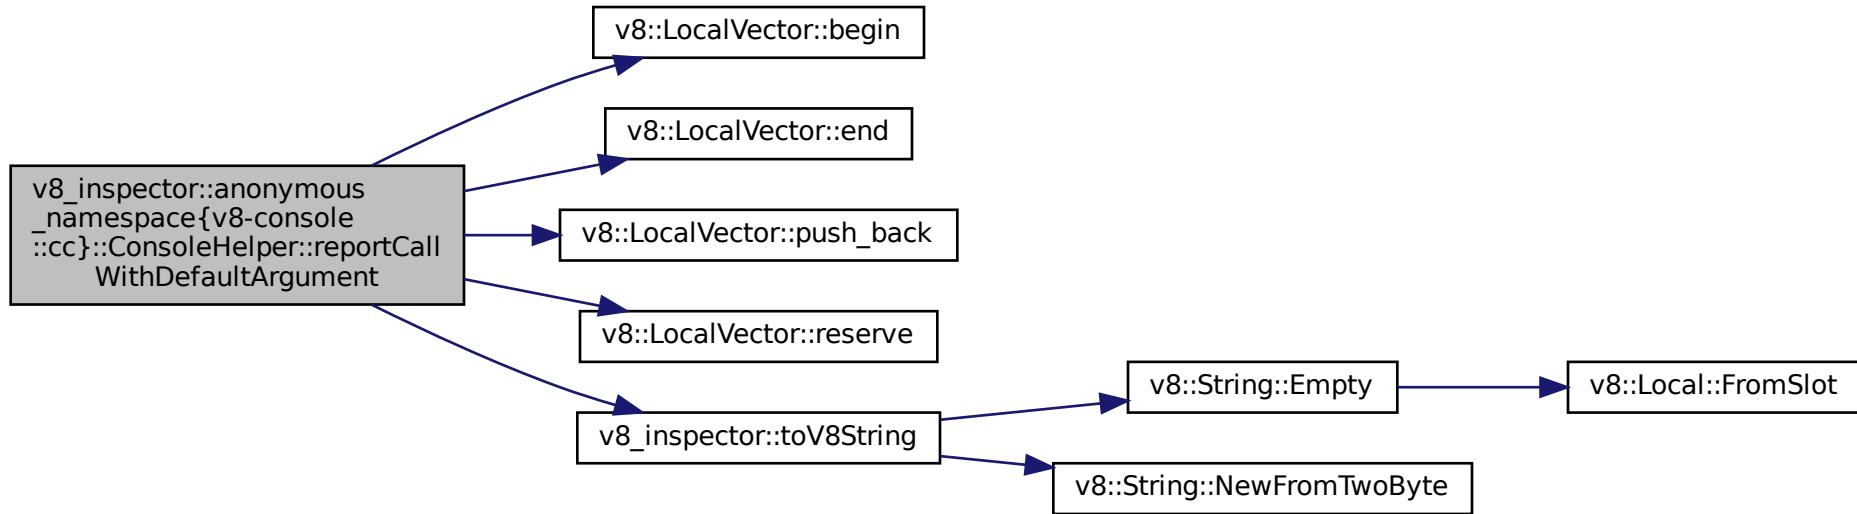 v8::LocalVector::begin
v8::LocalVector::end
v8_inspector::anonymous
_namespace{v8-console
::cc}::ConsoleHelper::reportCall
WithDefaultArgument
v8::LocalVector::push_back
v8::LocalVector::reserve
v8_inspector::toV8String
v8::String::Empty
v8::Local::FromSlot
v8::String::NewFromTwoByte